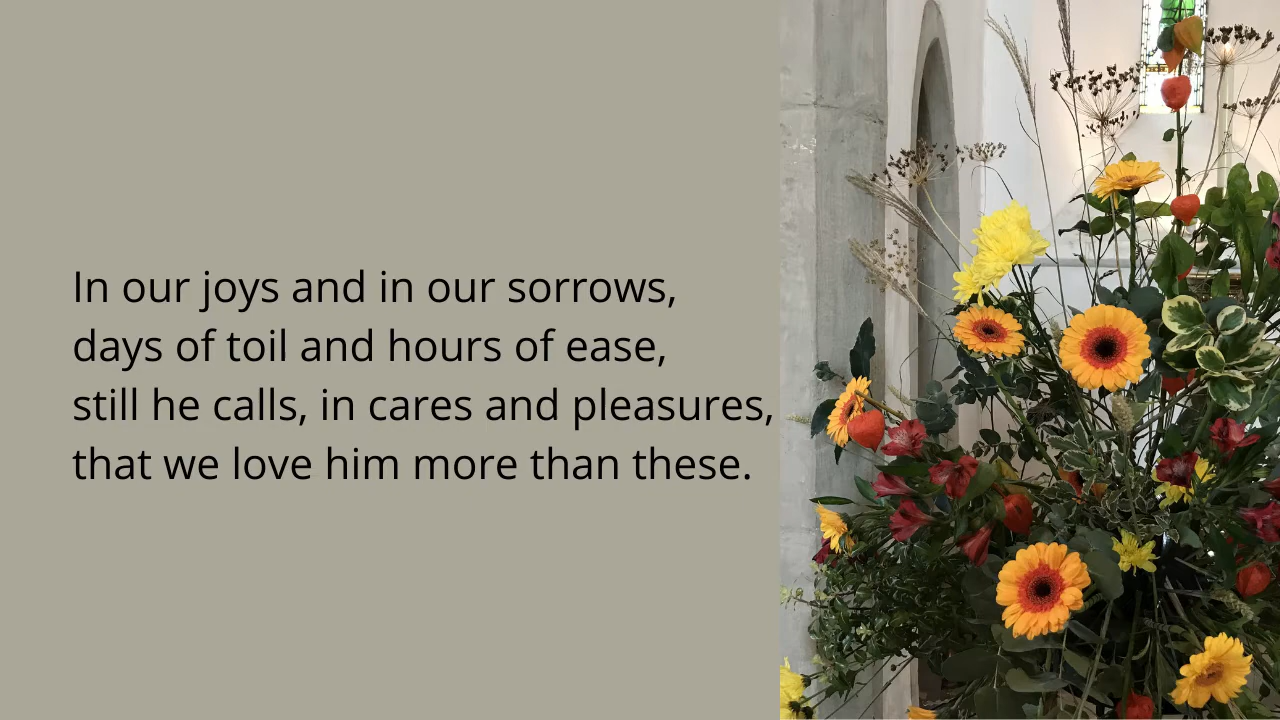 In our joys and in our sorrows,
days of toil and hours of ease,
still he calls, in cares and pleasures,
that we love him more than these.